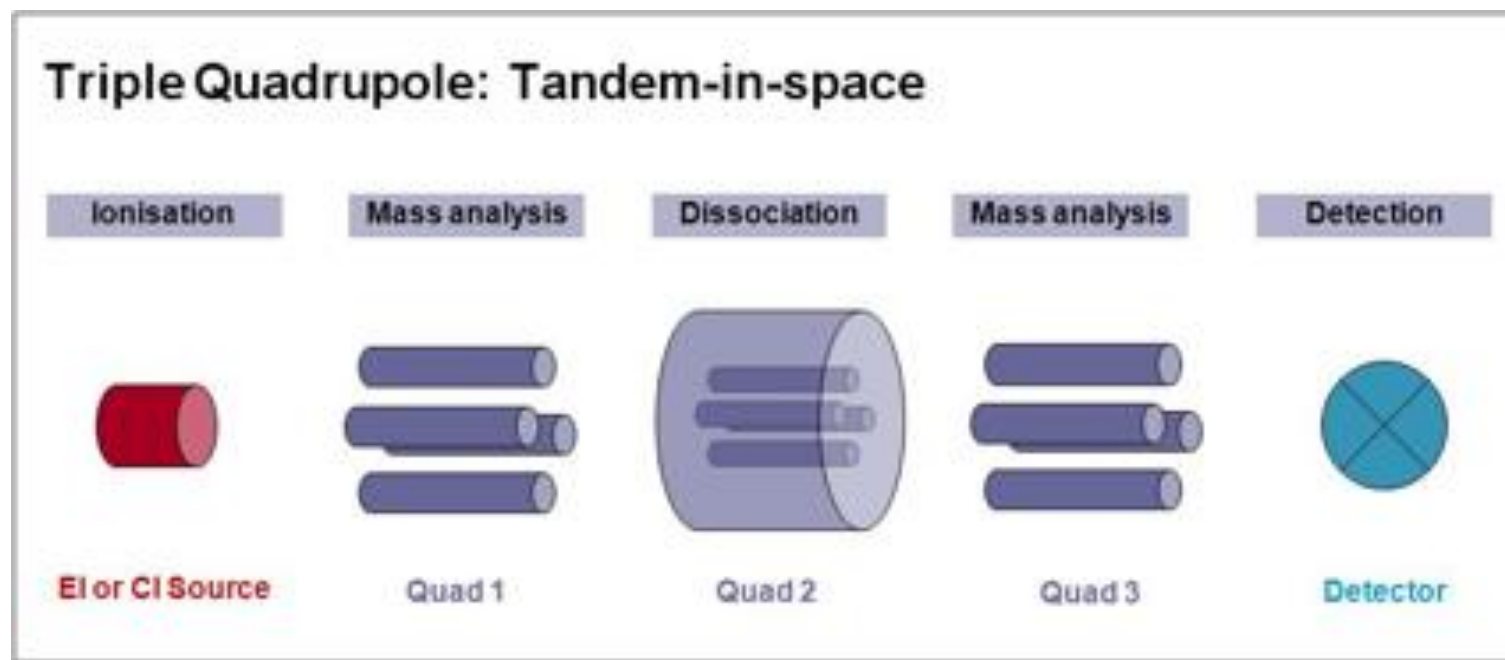 Triple Quadrupole: Tandem-in-space
Ionisation Mass analysis Dissociation Mass analysis Detection
EI or CI Source Quad 1 Quad 2 Quad 3 Detector